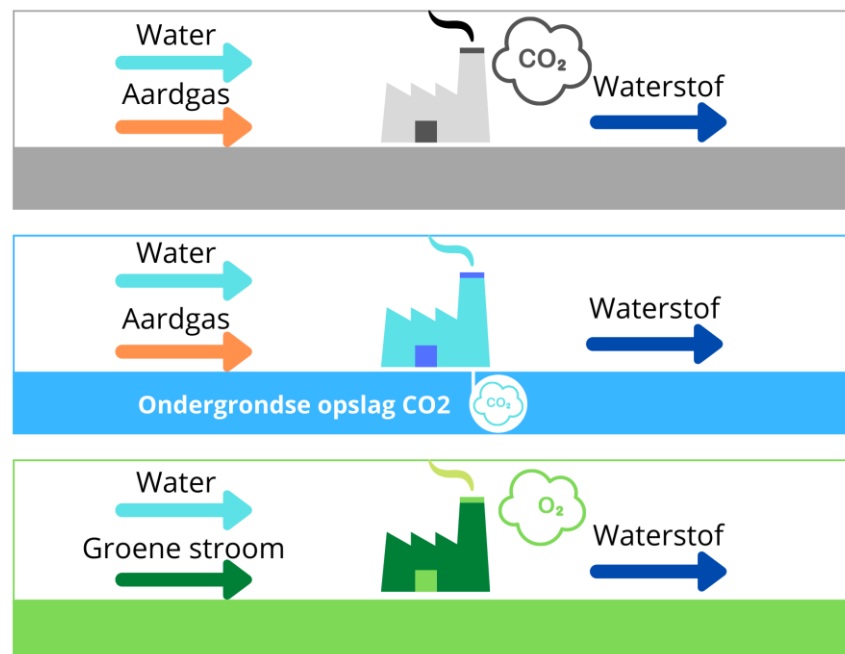 Water
CO₂
Aardgas
Waterstof
Water
Aardgas
Waterstof
Ondergrondse opslag CO2
CO₂
Water
O₂
Groene stroom
Waterstof